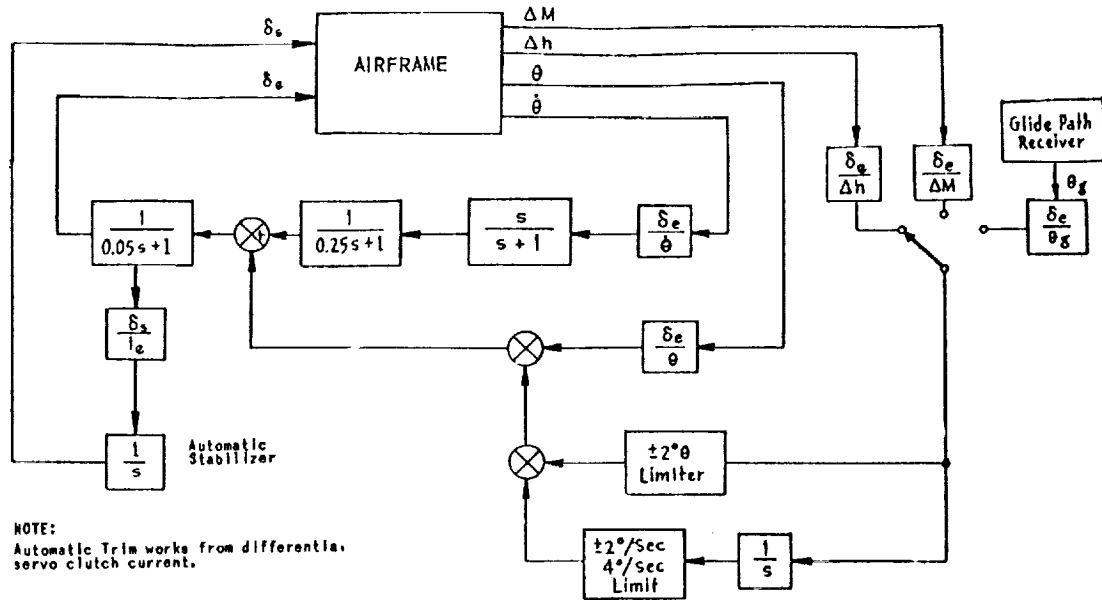 ΔM
Δh
θ
θ̇
δs
δe
AIRFRAME
Glide Path
Receiver
θg
δe
Δh
δe
ΔM
δe
θg
1
0.05s+1
1
0.25s+1
s
s+1
δe
θ̇
δs
Ie
δe
θ
1
s
Automatic
Stabilizer
±2°θ
Limiter
±2°/Sec
4°/Sec
Limit
1
s
NOTE:
Automatic Trim works from differential
servo clutch current.